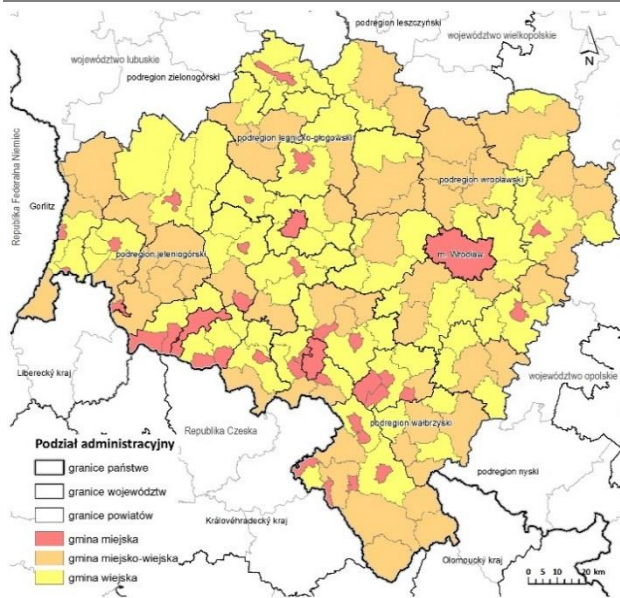 podregion leszczyński
województwo wielkopolskie
województwo lubuskie
podregion zielonogórski
N
podregion legnicko-głogowski
Republika Federalna Niemiec
podregion wrocławski
Gorlitz
m. Wrocław
podregion jeleniogórski
Liberecký kraj
województwo opolskie
Republika Czeska
podregion wałbrzyski
Podział administracyjny
granice państwe
granice województw
granice powiatów
gmina miejska
gmina miejsko-wiejska
gmina wiejska
podregion nyski
Královéhradecký kraj
Olomoucký kraj
0 5 10 20 km